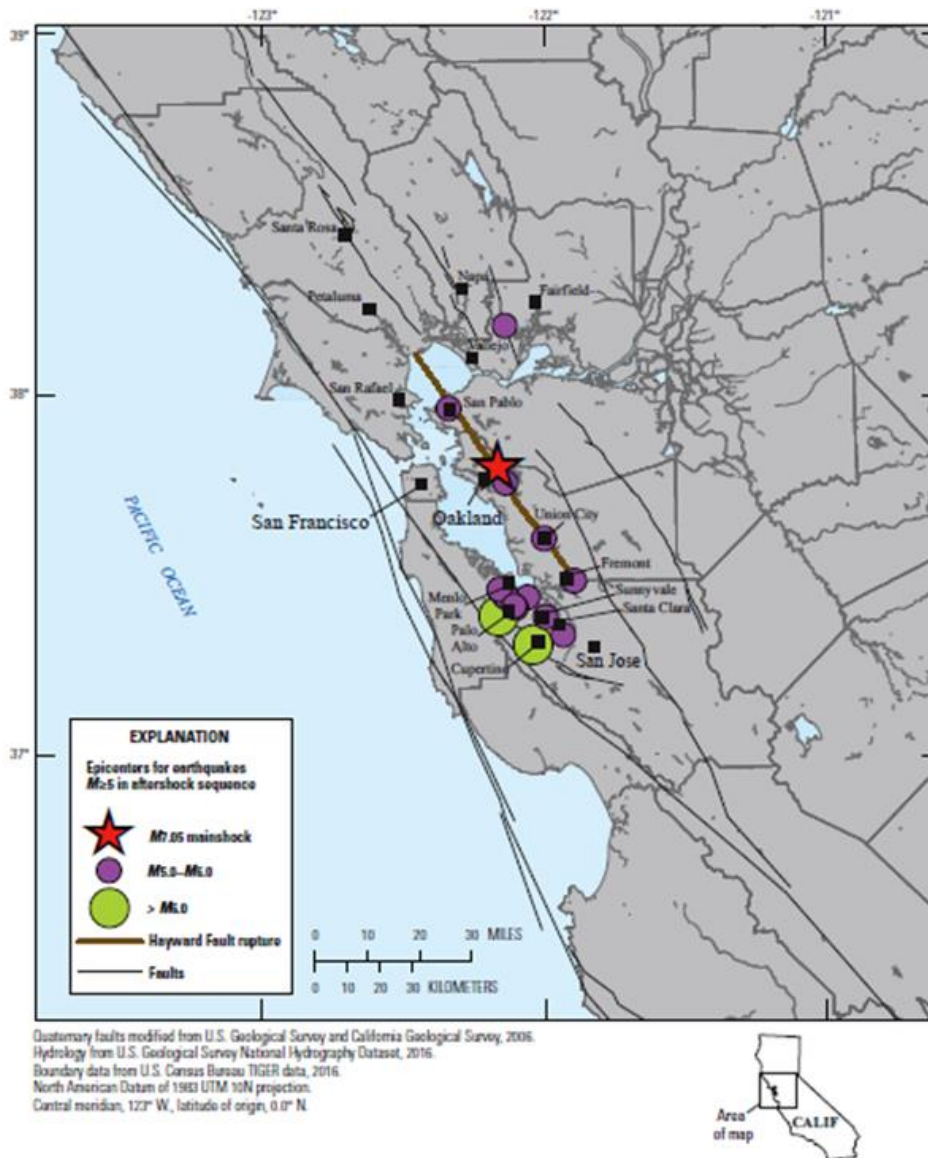 -123° -122° -121°
39°
Santa Rosa
Napa
Fairfield
Petaluma
Vallejo
38°
San Rafael
San Pablo
San Francisco
Oakland
Union City
PACIFIC OCEAN
Fremont
Menlo
Park
Sunnyvale
Santa Clara
Palo
Alto
San Jose
Cupertino
37°
EXPLANATION
Epicenters for earthquakes
M≥5 in aftershock sequence
M7.05 mainshock
M5.0–M6.0
> M6.0
Hayward Fault rupture
Faults
0 10 20 30 MILES
0 10 20 30 KILOMETERS
Quaternary faults modified from U.S. Geological Survey and California Geological Survey, 2006.
Hydrology from U.S. Geological Survey National Hydrography Dataset, 2016.
Boundary data from U.S. Census Bureau TIGER data, 2016.
North American Datum of 1983 UTM 10N projection.
Central meridian, 123° W., latitude of origin, 0.0° N.
Area
of map
CALIF